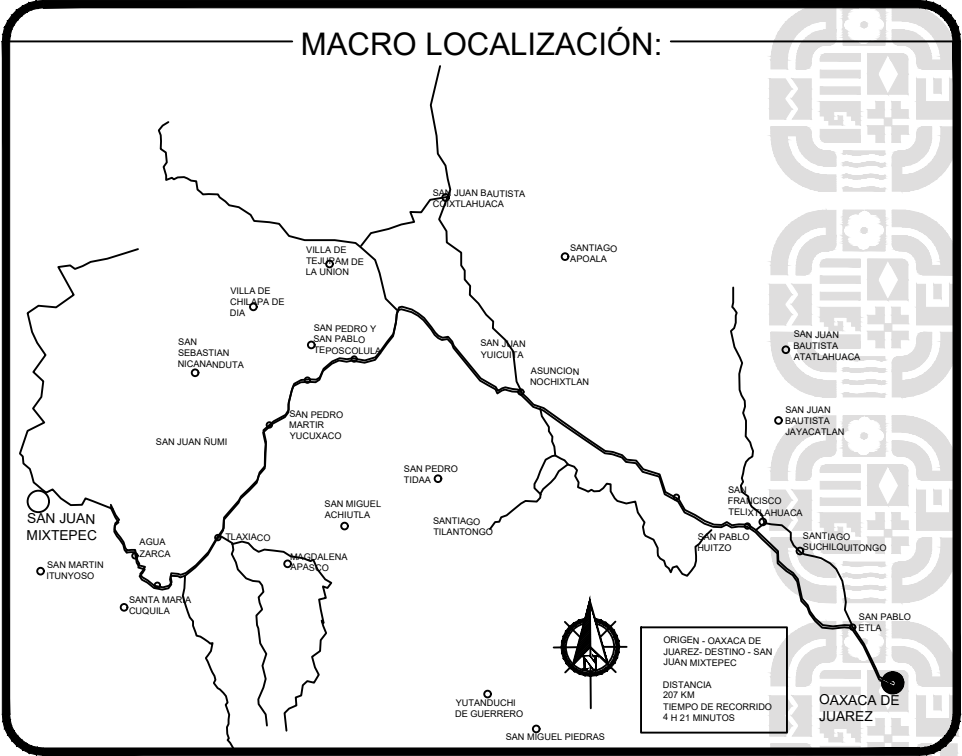 MACRO LOCALIZACIÓN:
SAN JUAN BAUTISTA
COIXTLAHUACA
SANTIAGO
APOALA
VILLA DE
TEJUPAM DE
LA UNION
VILLA DE
CHILAPA DE
DIA
SAN PEDRO Y
SAN PABLO
TEPOSCOLULA
SAN
SEBASTIAN
NICANANDUTA
SAN JUAN
YUICUITA
ASUNCION
NOCHIXTLAN
SAN JUAN
BAUTISTA
ATATLAHUACA
SAN JUAN
BAUTISTA
JAYACATLAN
SAN PEDRO
MARTIR
YUCUXACO
SAN JUAN ÑUMI
SAN PEDRO
TIDAA
SAN MIGUEL
ACHIUTLA
SANTIAGO
TILANTONGO
SAN
FRANCISCO
TELIXTLAHUACA
SAN PABLO
HUITZO
SANTIAGO
SUCHILQUITONGO
SAN JUAN
MIXTEPEC
AGUA
ZARCA
TLAXIACO
MAGDALENA
APASCO
SAN MARTIN
ITUNYOSO
SANTA MARIA
CUQUILA
SAN PABLO
ETLA
N
ORIGEN - OAXACA DE
JUAREZ- DESTINO - SAN
JUAN MIXTEPEC
DISTANCIA
207 KM
TIEMPO DE RECORRIDO
4 H 21 MINUTOS
OAXACA DE
JUAREZ
YUTANDUCHI
DE GUERRERO
SAN MIGUEL PIEDRAS